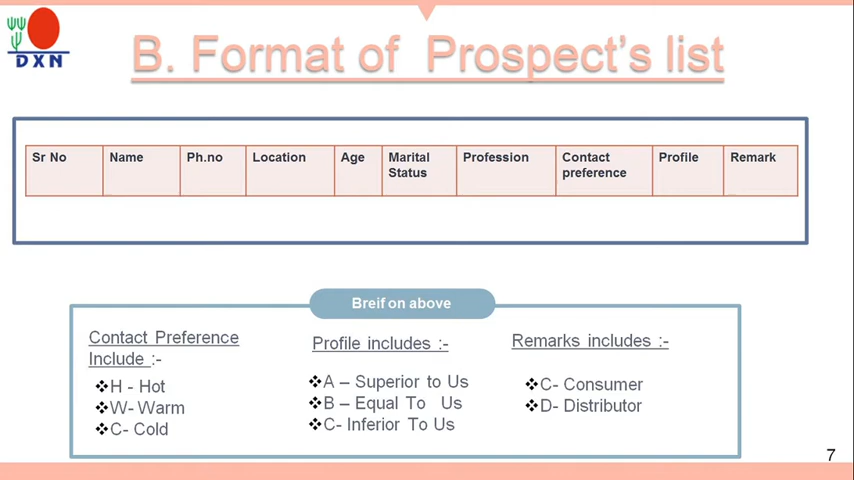 DXN
B. Format of Prospect's list
Sr No
Name
Ph.no
Location
Age
Marital
Status
Profession
Contact
preference
Profile
Remark
Breif on above
Contact Preference
Include :-
H - Hot
W- Warm
C- Cold
Profile includes :-
A – Superior to Us
B – Equal To Us
C- Inferior To Us
Remarks includes :-
C- Consumer
D- Distributor
7